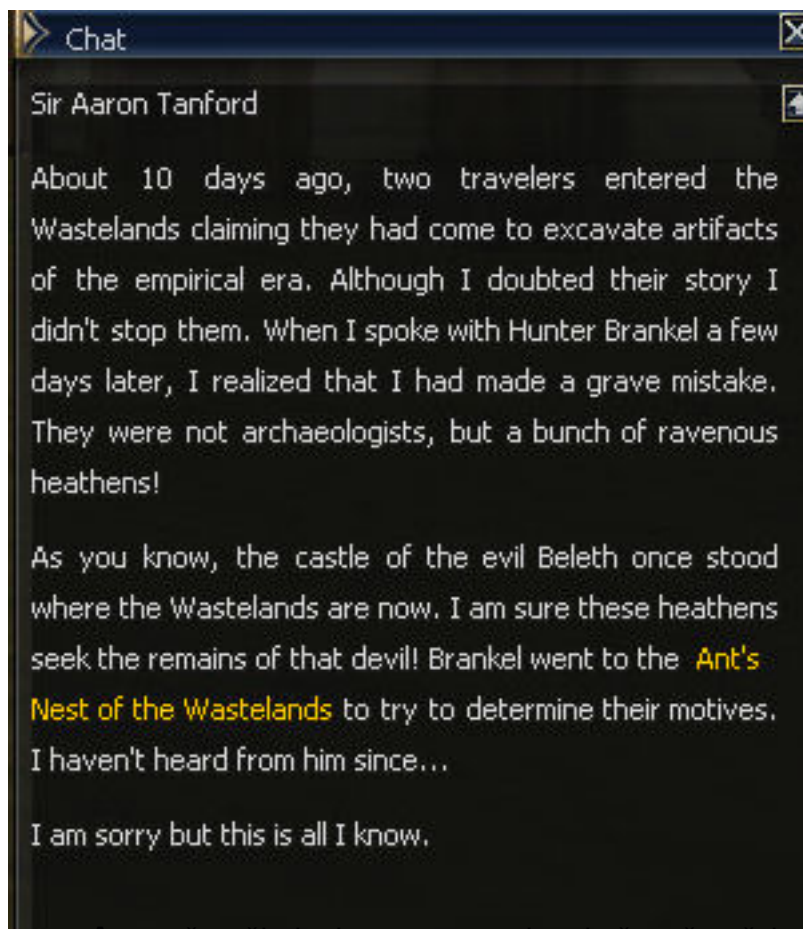 Chat
Sir Aaron Tanford
About 10 days ago, two travelers entered the
Wastelands claiming they had come to excavate artifacts
of the empirical era. Although I doubted their story I
didn't stop them. When I spoke with Hunter Brankel a few
days later, I realized that I had made a grave mistake.
They were not archaeologists, but a bunch of ravenous
heathens!
As you know, the castle of the evil Beleth once stood
where the Wastelands are now. I am sure these heathens
seek the remains of that devil! Brankel went to the Ant's
Nest of the Wastelands to try to determine their motives.
I haven't heard from him since...
I am sorry but this is all I know.